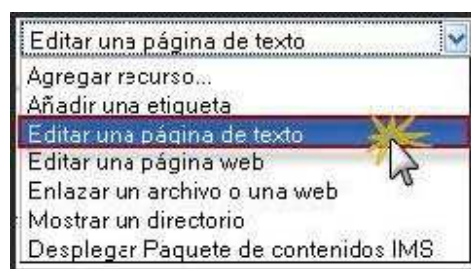 Editar una página de texto
Agregar recurso...
Añadir una etiqueta
Editar una página de texto
Editar una página web
Enlazar un archivo o una web
Mostrar un directorio
Desplegar Paquete de contenidos IMS